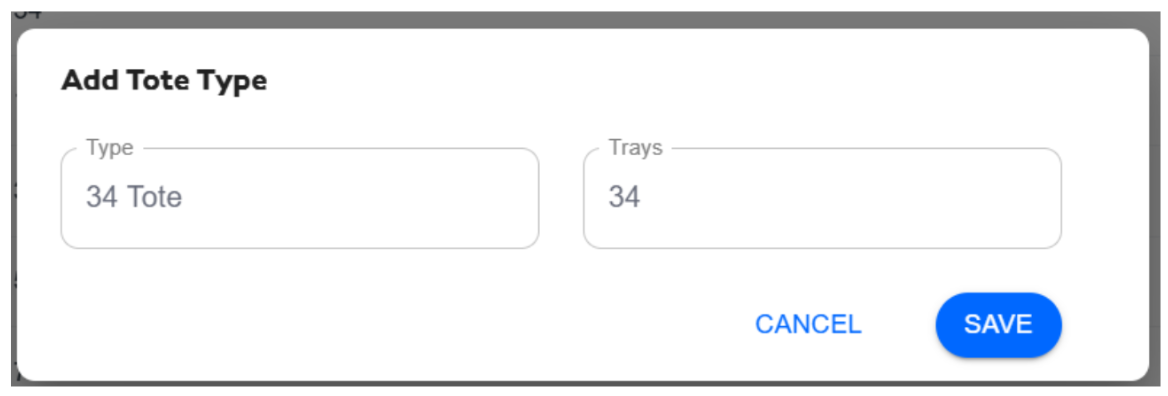 Add Tote Type
Type
Trays
34 Tote
34
CANCEL
SAVE